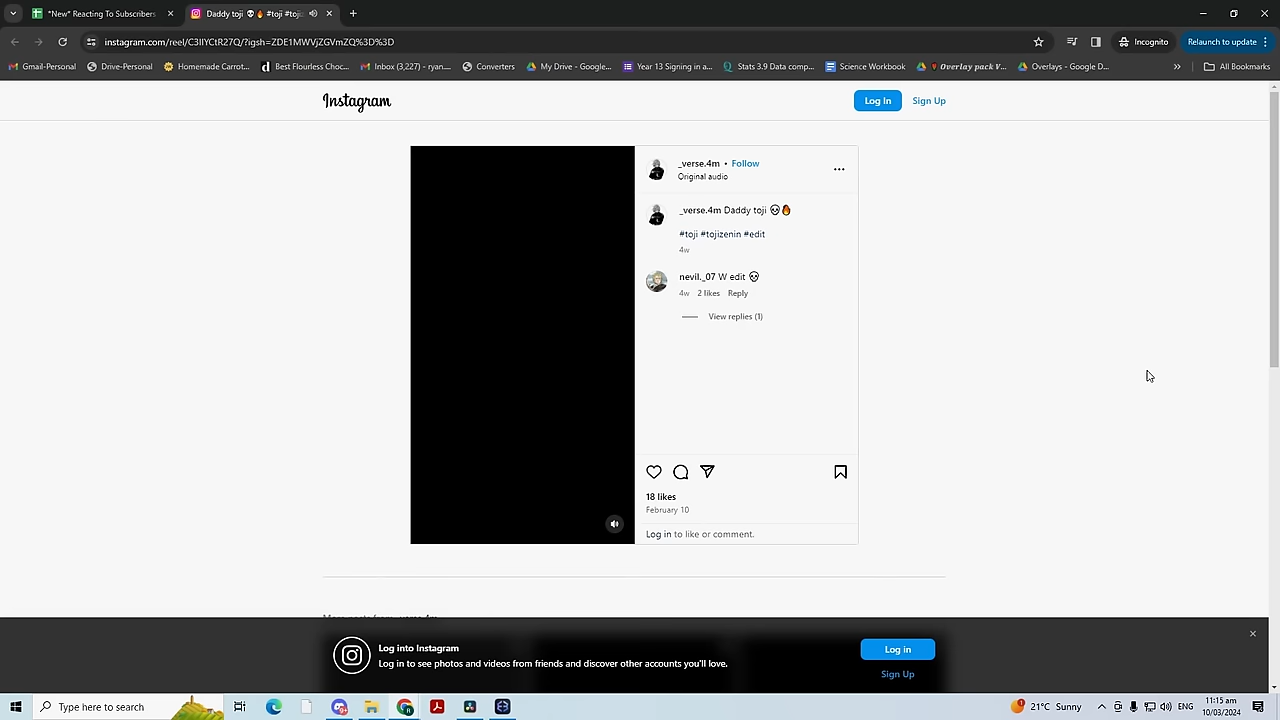 *New* Reacting To Subscribers
Daddy toji 💀🔥 #toji #toji
instagram.com/reel/C3IIYCtR27Q/?igsh=ZDE1MWVjZGVmZQ%3D%3D
Incognito
Relaunch to update
Gmail-Personal
Drive-Personal
Homemade Carrot...
Best Flourless Choc...
Inbox (3,227) - ryan....
Converters
My Drive - Google...
Year 13 Signing in a...
Stats 3.9 Data comp...
Science Workbook
Overlay pack V...
Overlays - Google D...
All Bookmarks
Instagram
Log In
Sign Up
_verse.4m • Follow
Original audio
_verse.4m Daddy toji 💀🔥
#toji #tojizenin #edit
4w
nevil._07 W edit 💀
4w 2 likes Reply
View replies (1)
18 likes
February 10
Log in to like or comment.
Log into Instagram
Log in to see photos and videos from friends and discover other accounts you'll love.
Log in
Sign Up
Type here to search
21°C Sunny
ENG
11:15 am
10/03/2024